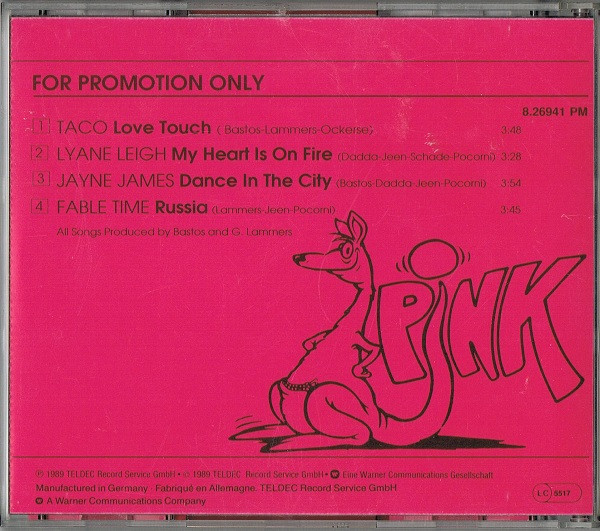 FOR PROMOTION ONLY
8.26941 PM
1 TACO Love Touch ( Bastos-Lammers-Ockerse) 3:48
2 LYANE LEIGH My Heart Is On Fire (Dadda-Jeen-Schade-Pocorni) 3:28
3 JAYNE JAMES Dance In The City (Bastos-Dadda-Jeen-Pocorni) 3:54
4 FABLE TIME Russia (Lammers-Jeen-Pocorni) 3:45
All Songs Produced by Bastos and G. Lammers
PINK
℗ 1989 TELDEC Record Service GmbH • © 1989 TELDEC Record Service GmbH • Eine Warner Communications Gesellschaft
Manufactured in Germany · Fabriqué en Allemagne. TELDEC Record Service GmbH
A Warner Communications Company
LC 5517